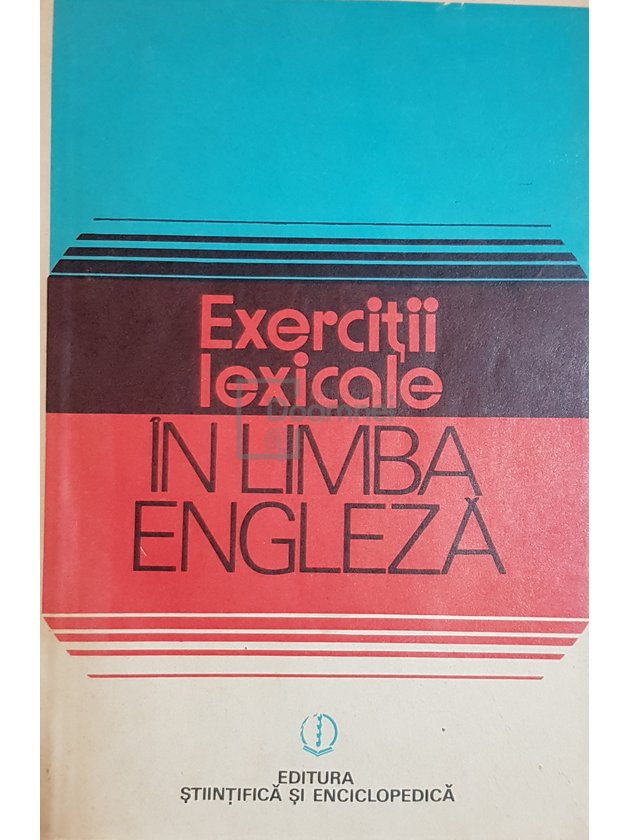 Exerciții
lexicale
ÎN LIMBA
ENGLEZĂ
EDITURA
ȘTIINȚIFICĂ ȘI ENCICLOPEDICĂ